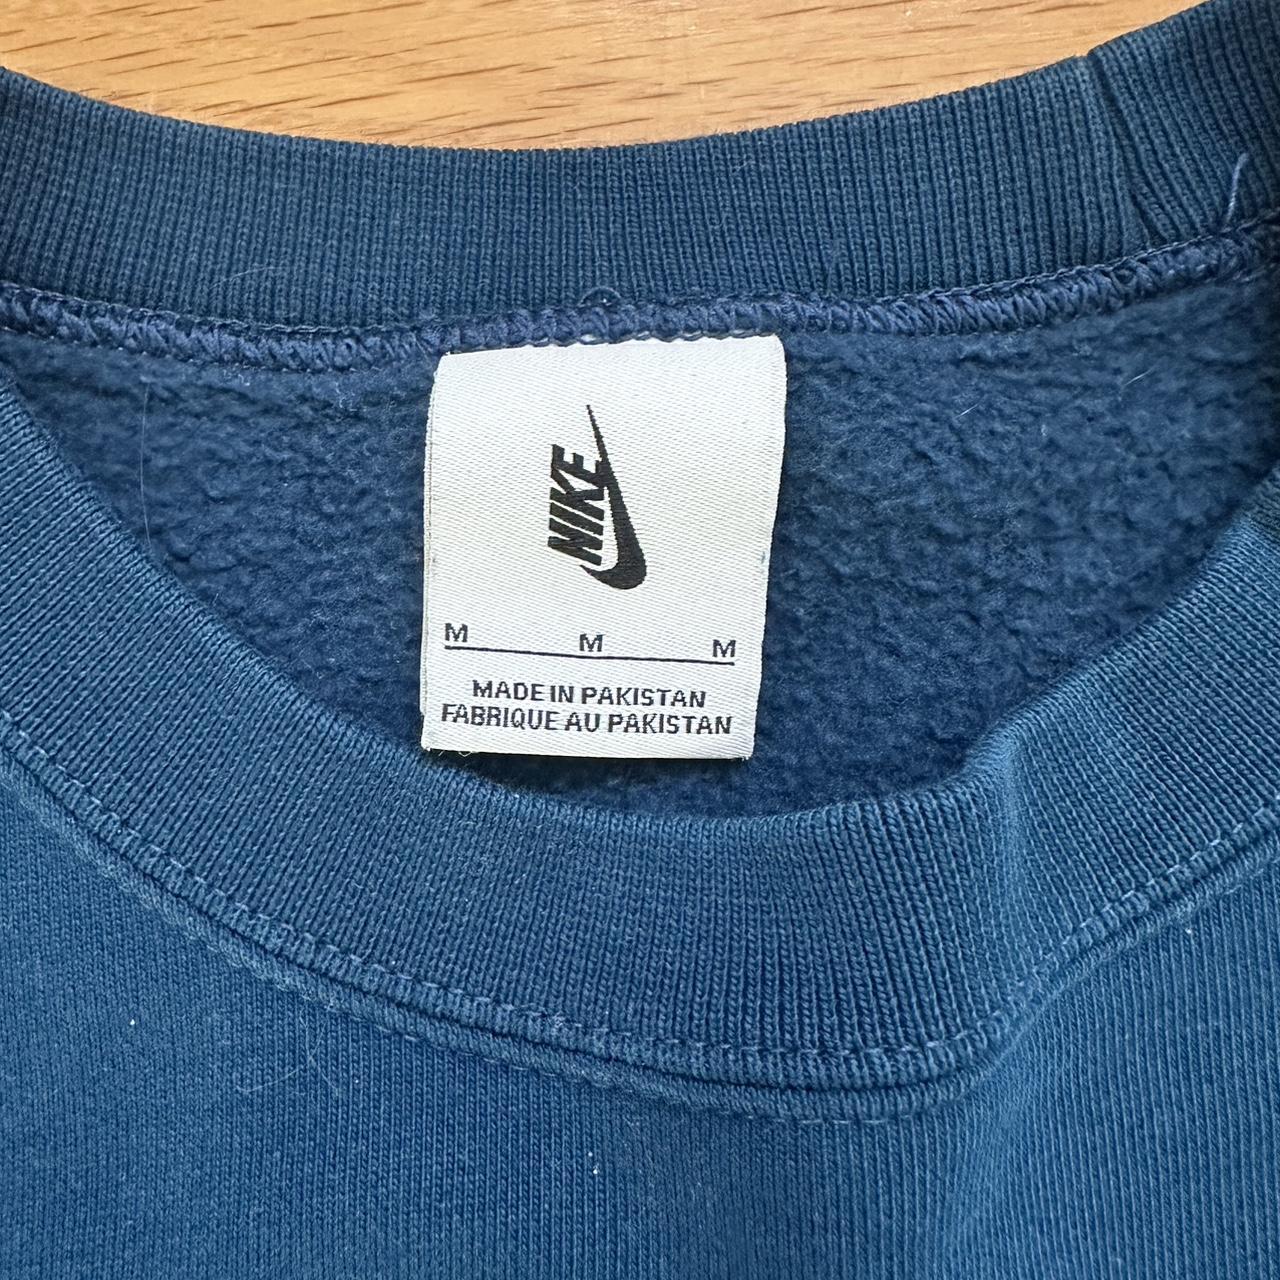 NIKE
M M M
MADE IN PAKISTAN
FABRIQUE AU PAKISTAN